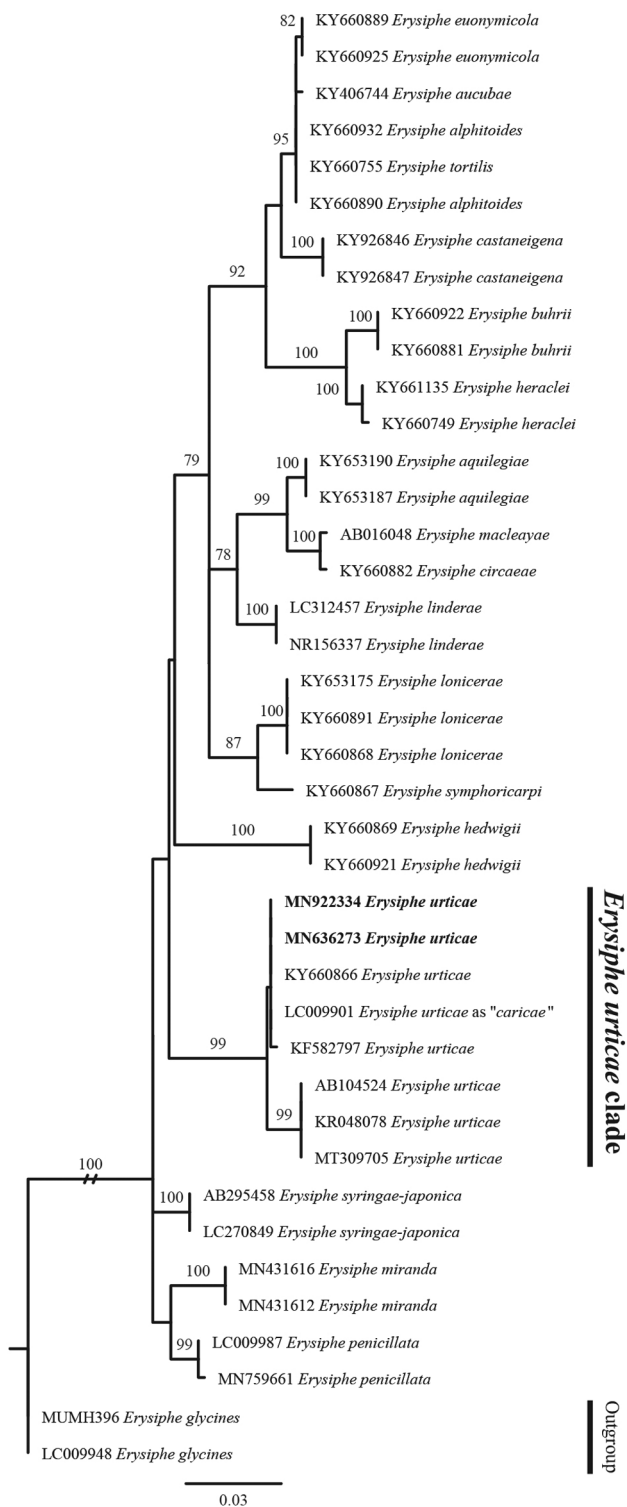 82
KY660889 Erysiphe euonymicola
KY660925 Erysiphe euonymicola
KY406744 Erysiphe aucubae
KY660932 Erysiphe alphitoides
95
KY660755 Erysiphe tortilis
KY660890 Erysiphe alphitoides
KY926846 Erysiphe castaneigena
100
92
KY926847 Erysiphe castaneigena
KY660922 Erysiphe buhrii
100
KY660881 Erysiphe buhrii
100
KY661135 Erysiphe heraclei
100
KY660749 Erysiphe heraclei
79
KY653190 Erysiphe aquilegiae
100
KY653187 Erysiphe aquilegiae
99
AB016048 Erysiphe macleayae
100
78
KY660882 Erysiphe circaeae
LC312457 Erysiphe linderae
100
NR156337 Erysiphe linderae
KY653175 Erysiphe lonicerae
100
KY660891 Erysiphe lonicerae
87
KY660868 Erysiphe lonicerae
KY660867 Erysiphe symphoricarpi
KY660869 Erysiphe hedwigii
100
KY660921 Erysiphe hedwigii
MN922334 Erysiphe urticae
MN636273 Erysiphe urticae
KY660866 Erysiphe urticae
LC009901 Erysiphe urticae as "caricae"
99
KF582797 Erysiphe urticae
AB104524 Erysiphe urticae
99
KR048078 Erysiphe urticae
MT309705 Erysiphe urticae
Erysiphe urticae clade
100
AB295458 Erysiphe syringae-japonica
100
LC270849 Erysiphe syringae-japonica
MN431616 Erysiphe miranda
100
MN431612 Erysiphe miranda
LC009987 Erysiphe penicillata
99
MN759661 Erysiphe penicillata
MUMH396 Erysiphe glycines
LC009948 Erysiphe glycines
Outgroup
0.03